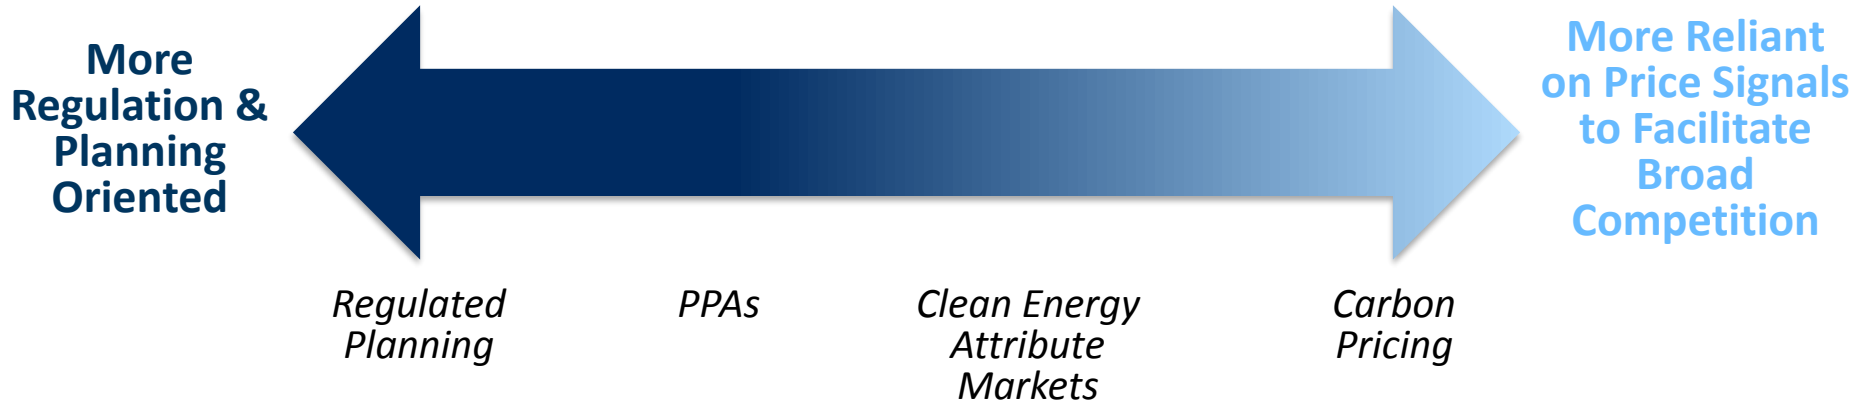 More
Regulation &
Planning
Oriented
More Reliant
on Price Signals
to Facilitate
Broad
Competition
Regulated
Planning
PPAs
Clean Energy
Attribute
Markets
Carbon
Pricing